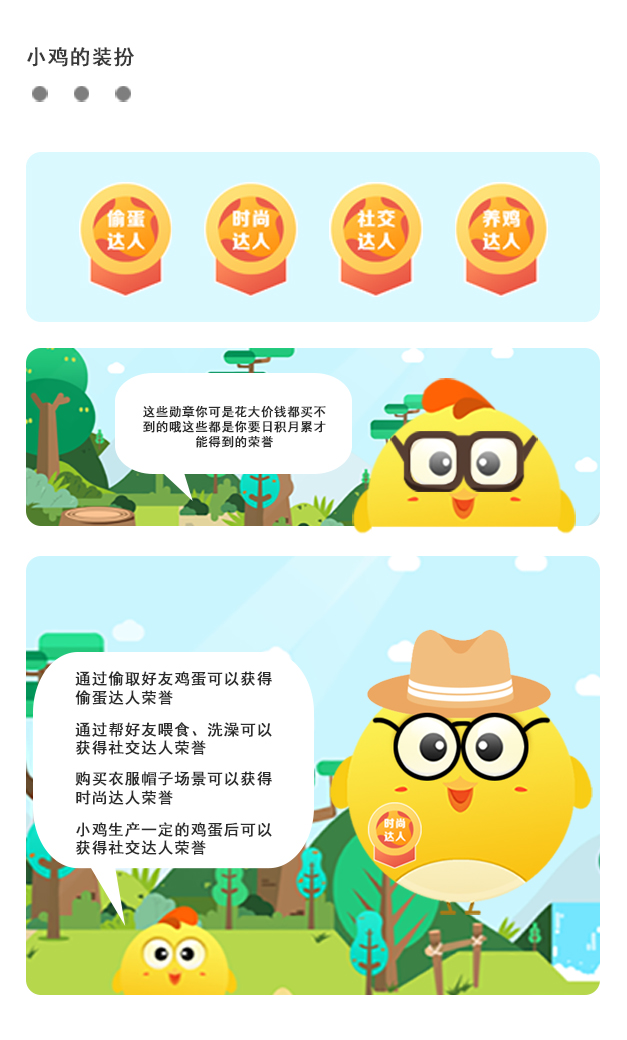 小鸡的装扮
偷蛋
达人
时尚
达人
社交
达人
养鸡
达人
这些勋章你可是花大价钱都买不
到的哦这些都是你要日积月累才
能得到的荣誉
通过偷取好友鸡蛋可以获得
偷蛋达人荣誉
通过帮好友喂食、洗澡可以
获得社交达人荣誉
购买衣服帽子场景可以获得
时尚达人荣誉
小鸡生产一定的鸡蛋后可以
获得社交达人荣誉
时尚
达人